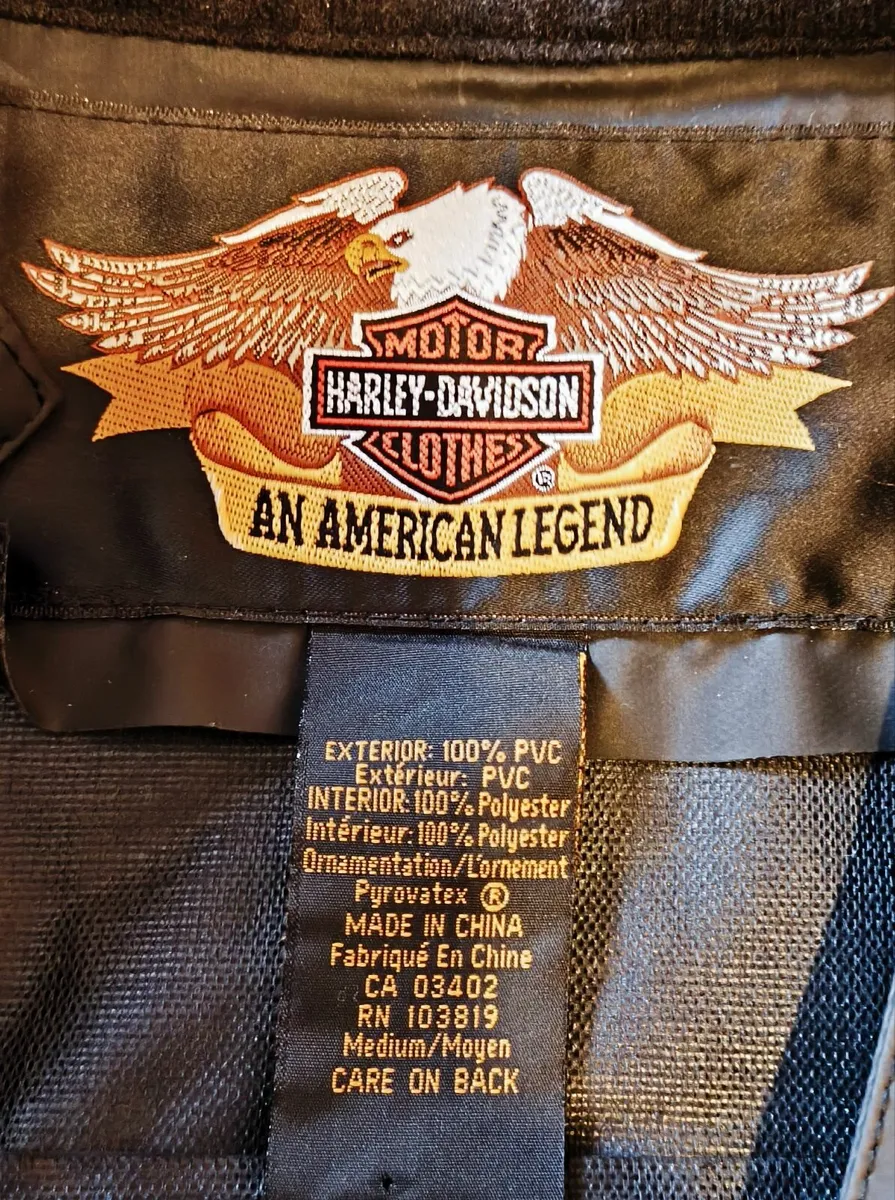 MOTOR
HARLEY-DAVIDSON
CLOTHES
®
AN AMERICAN LEGEND
EXTERIOR: 100% PVC
Extérieur: PVC
INTERIOR: 100% Polyester
Intérieur: 100% Polyester
Ornamentation/L'ornement
Pyrovatex ®
MADE IN CHINA
Fabriqué En Chine
CA 03402
RN 103819
Medium/Moyen
CARE ON BACK